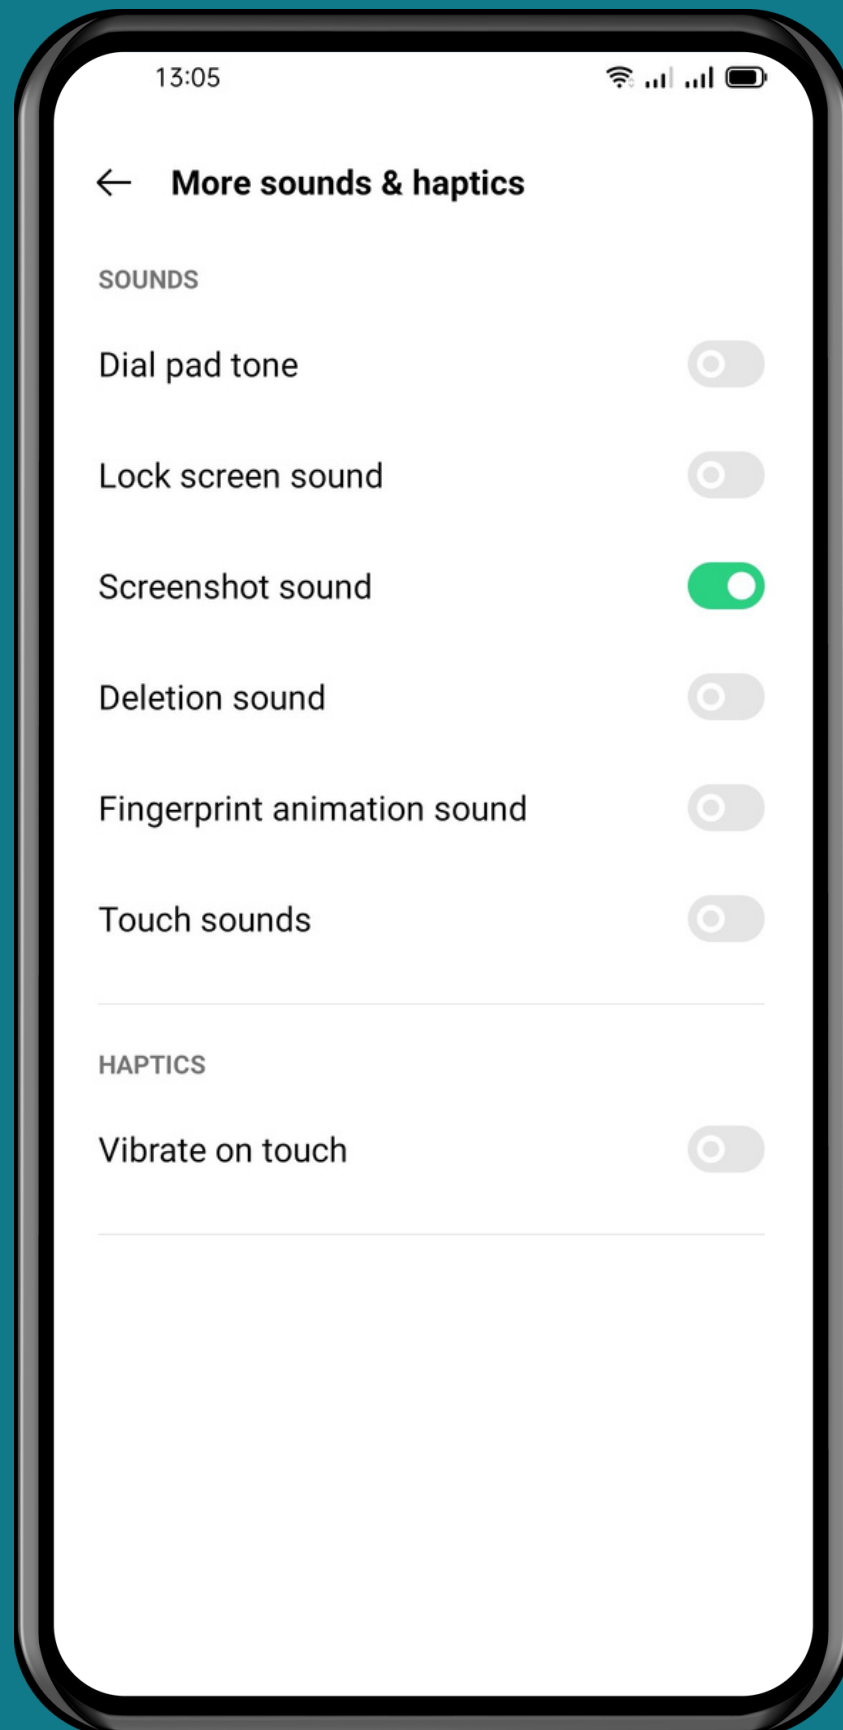 13:05
More sounds & haptics
SOUNDS
Dial pad tone
Lock screen sound
Screenshot sound
Deletion sound
Fingerprint animation sound
Touch sounds
HAPTICS
Vibrate on touch